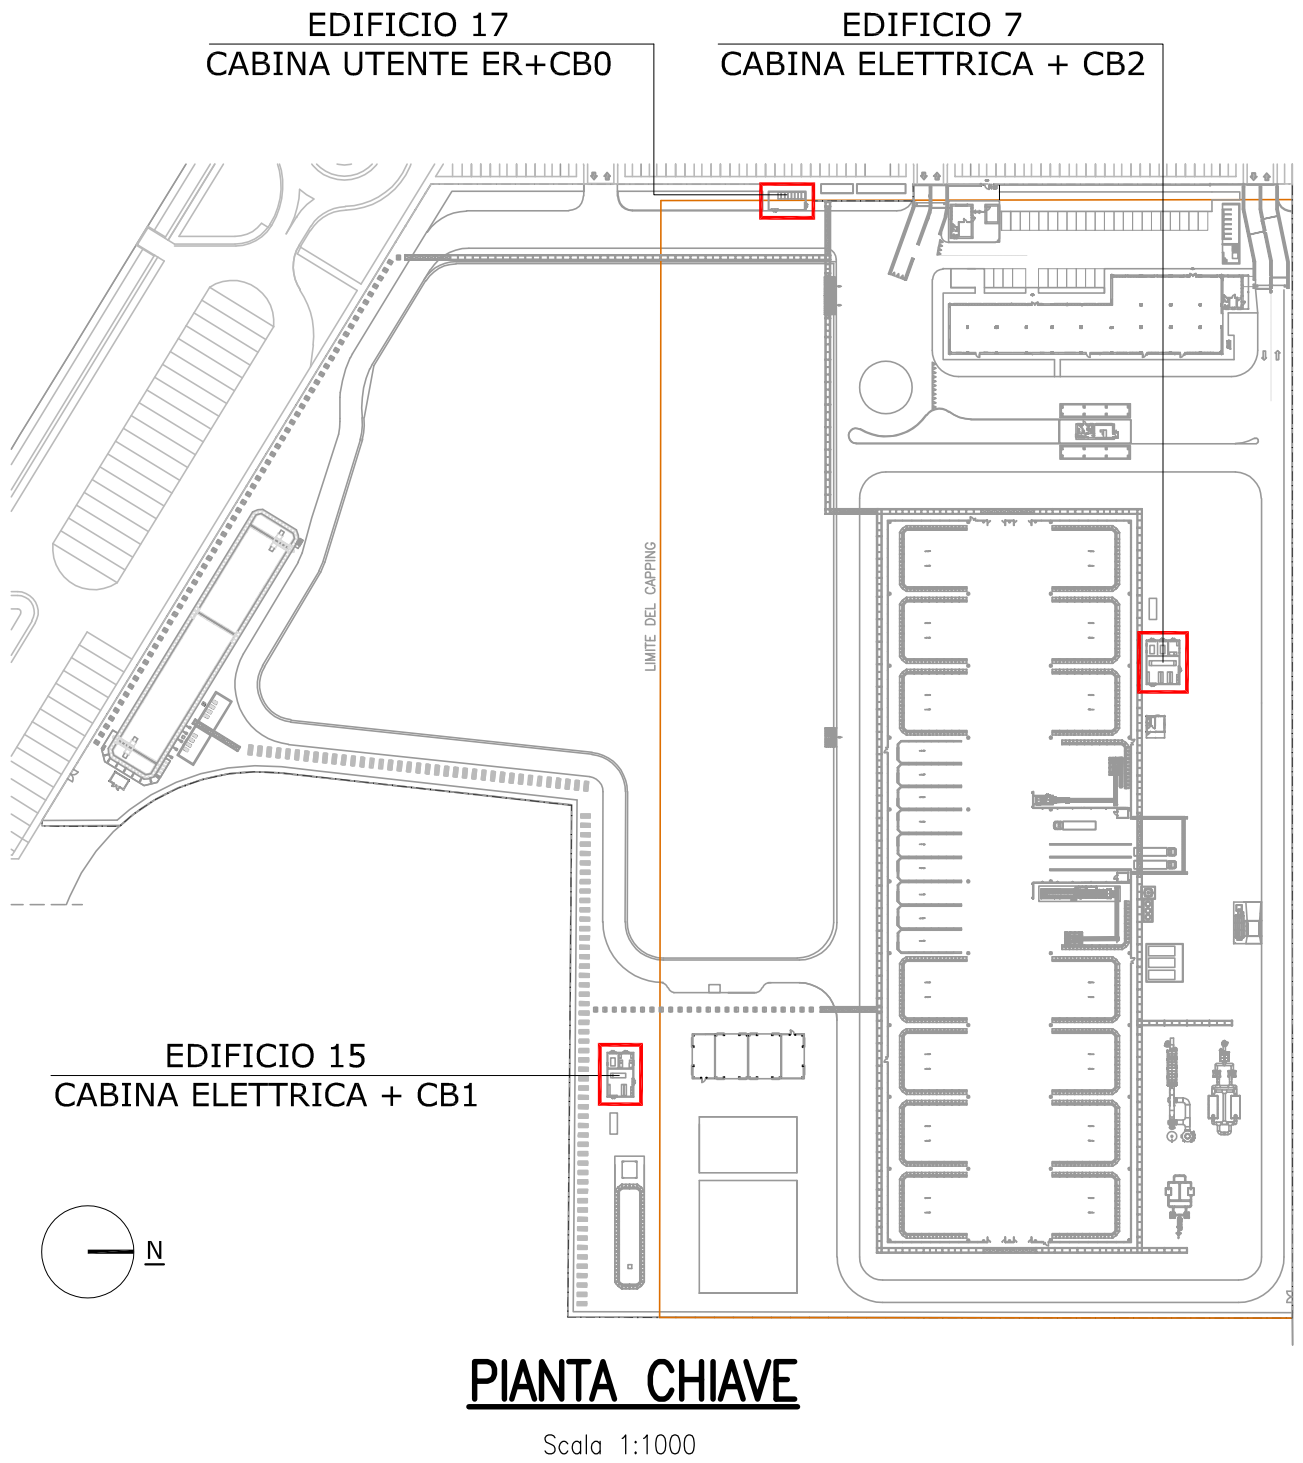 EDIFICIO 17
CABINA UTENTE ER+CB0
EDIFICIO 7
CABINA ELETTRICA + CB2
LIMITE DEL CAPPING
EDIFICIO 15
CABINA ELETTRICA + CB1
N
PIANTA CHIAVE
Scala 1:1000